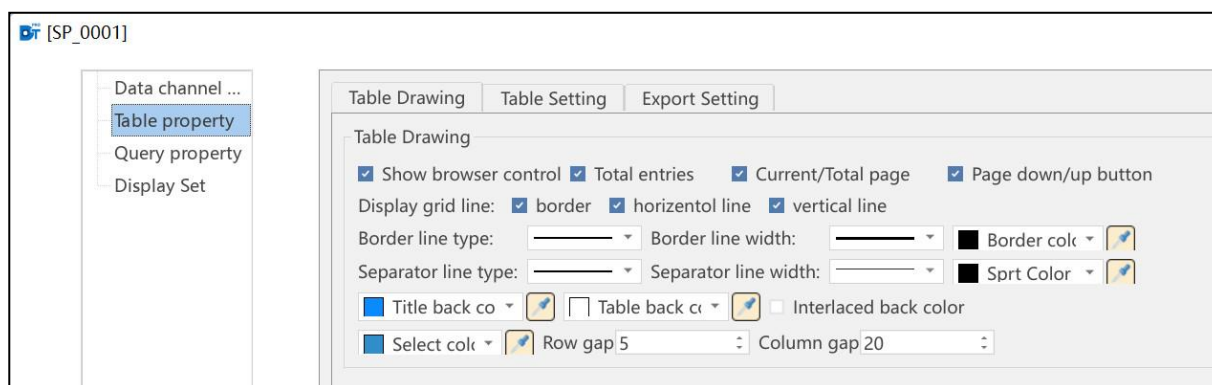 DT PRO [SP_0001]
Data channel ...
Table property
Query property
Display Set
Table Drawing Table Setting Export Setting
Table Drawing
Show browser control Total entries Current/Total page Page down/up button
Display grid line: border horizentol line vertical line
Border line type: Border line width: Border colo
Separator line type: Separator line width: Sprt Color
Title back co Table back co Interlaced back color
Select colo Row gap 5 Column gap 20